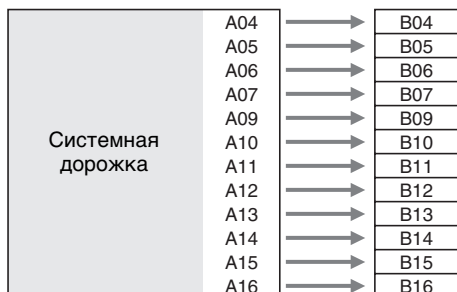 Системная
дорожка
A04 B04
A05 B05
A06 B06
A07 B07
A09 B09
A10 B10
A11 B11
A12 B12
A13 B13
A14 B14
A15 B15
A16 B16